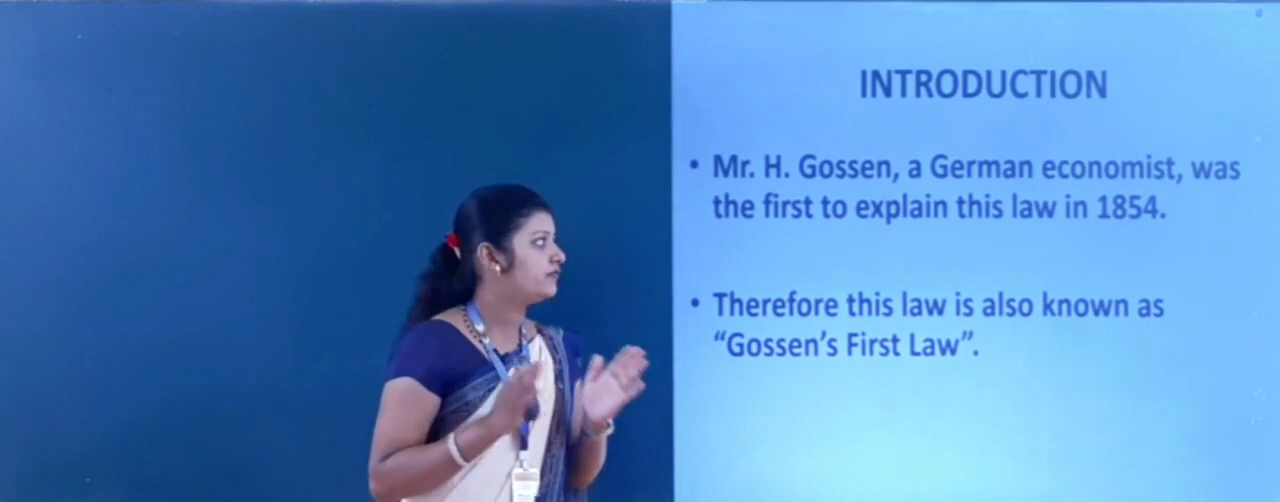 INTRODUCTION
• Mr. H. Gossen, a German economist, was
the first to explain this law in 1854.
• Therefore this law is also known as
“Gossen’s First Law”.